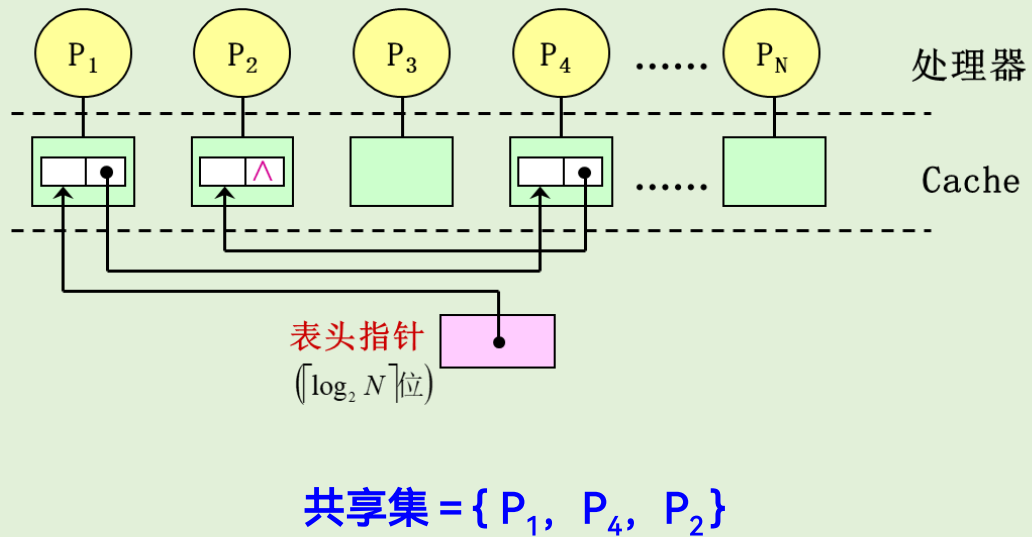 P₁ P₂ P₃ P₄ …… P_N 处理器
∧ …… Cache
表头指针
(⌈log₂ N⌉位)
共享集 = { P₁, P₄, P₂}